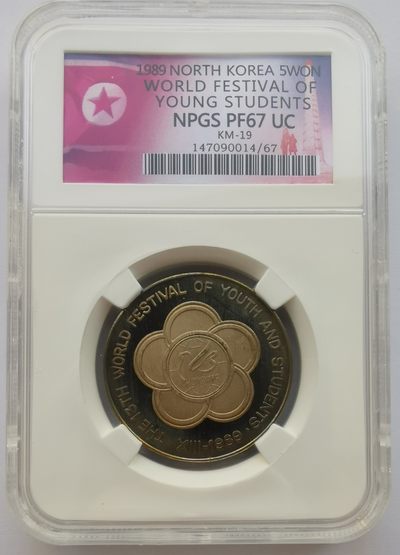 1989 NORTH KOREA 5WON
WORLD FESTIVAL OF
YOUNG STUDENTS
NPGS PF67 UC
KM-19
147090014/67
THE 13TH WORLD FESTIVAL OF YOUTH AND STUDENTS·
XIII-1989